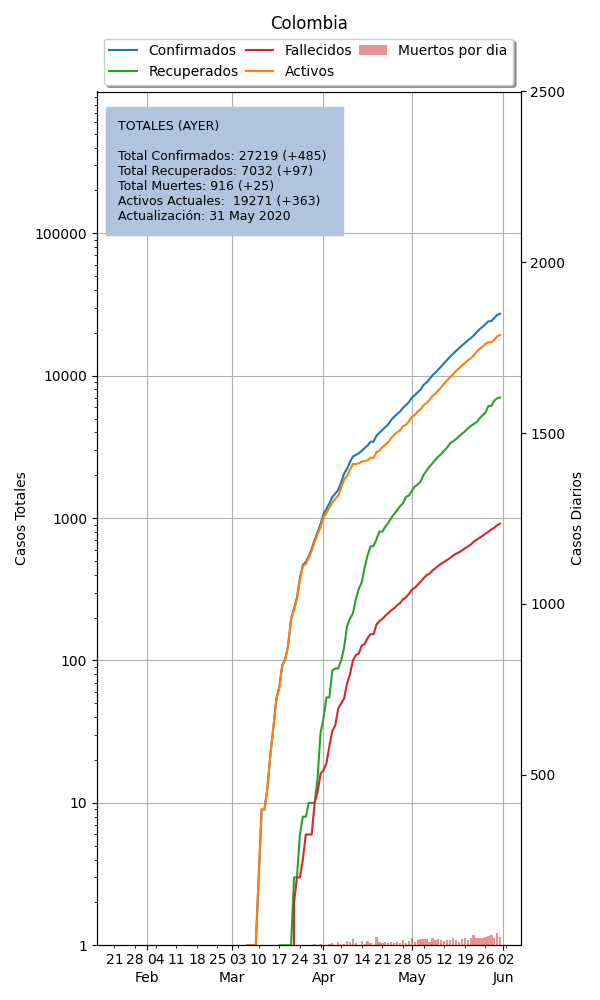 Colombia
Confirmados
Recuperados
Fallecidos
Activos
Muertos por dia
TOTALES (AYER)
Total Confirmados: 27219 (+485)
Total Recuperados: 7032 (+97)
Total Muertes: 916 (+25)
Activos Actuales:  19271 (+363)
Actualización: 31 May 2020
Casos Totales
100000
10000
1000
100
10
1
Casos Diarios
2500
2000
1500
1000
500
21 28 04 11 18 25 03 10 17 24 31 07 14 21 28 05 12 19 26 02
Feb Mar Apr May Jun